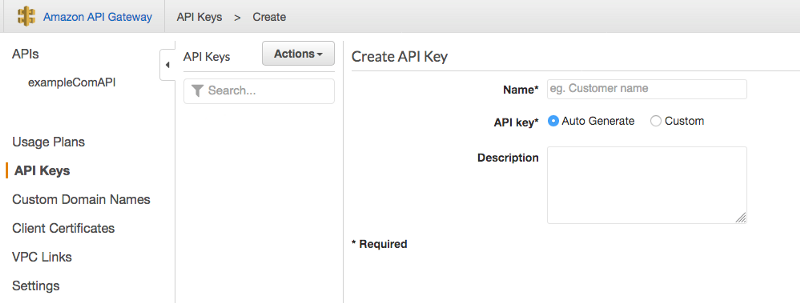 Amazon API Gateway
API Keys > Create
APIs
exampleComAPI
Usage Plans
API Keys
Custom Domain Names
Client Certificates
VPC Links
Settings
API Keys
Actions
Search...
Create API Key
Name* eg. Customer name
API key* Auto Generate Custom
Description
* Required